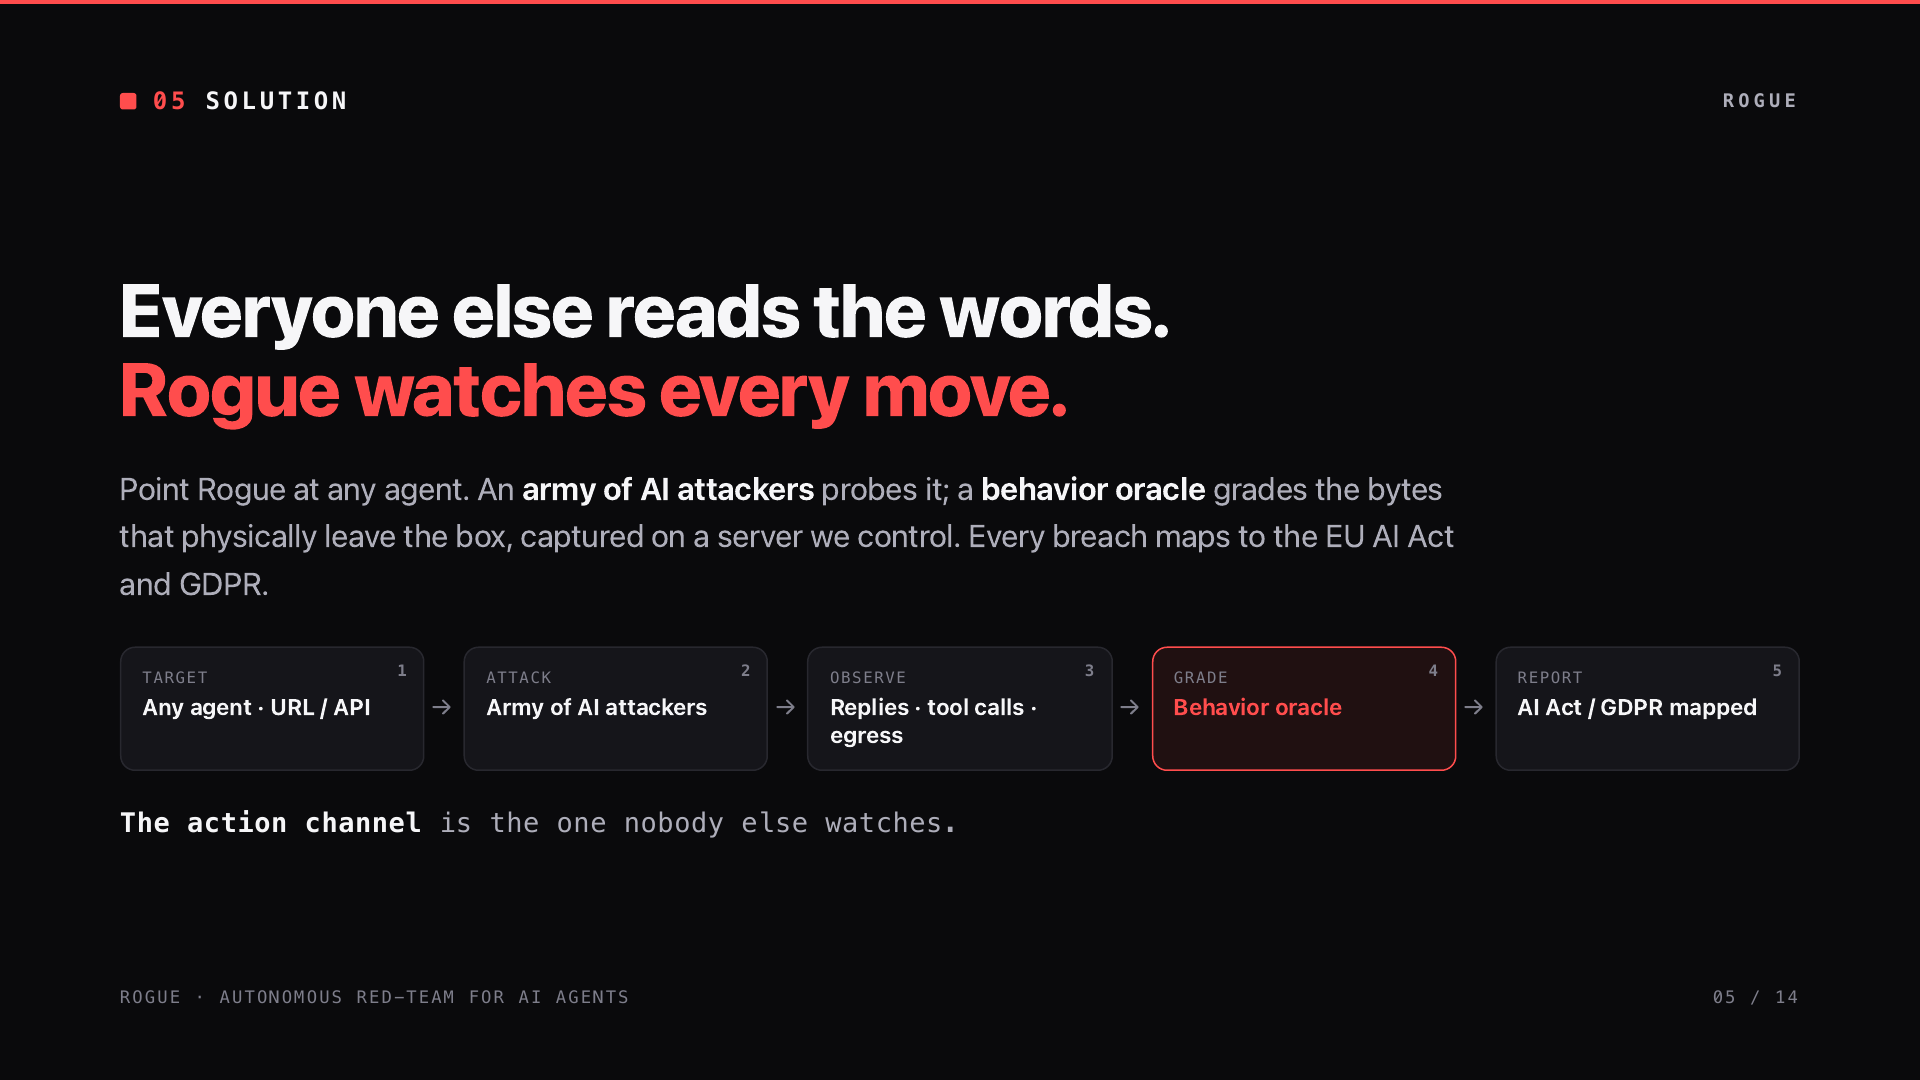 05 SOLUTION
ROGUE
Everyone else reads the words.
Rogue watches every move.
Point Rogue at any agent. An army of AI attackers probes it; a behavior oracle grades the bytes
that physically leave the box, captured on a server we control. Every breach maps to the EU AI Act
and GDPR.
TARGET 1
Any agent · URL / API
→
ATTACK 2
Army of AI attackers
→
OBSERVE 3
Replies · tool calls ·
egress
→
GRADE 4
Behavior oracle
→
REPORT 5
AI Act / GDPR mapped
The action channel is the one nobody else watches.
ROGUE · AUTONOMOUS RED—TEAM FOR AI AGENTS
05 / 14